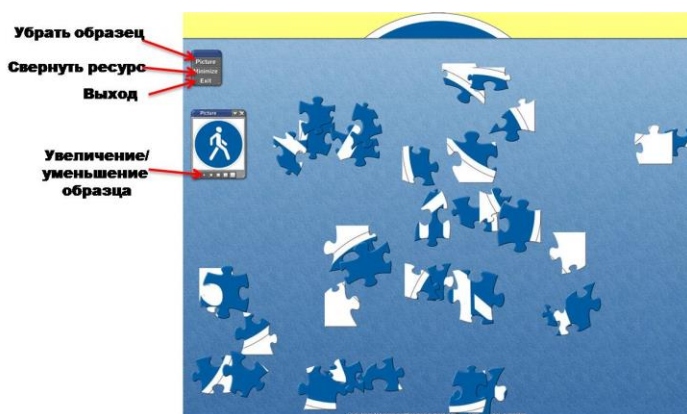 Убрать образец
Свернуть ресурс
Выход
Picture
Minimize
Exit
Picture
Увеличение/
уменьшение
образца